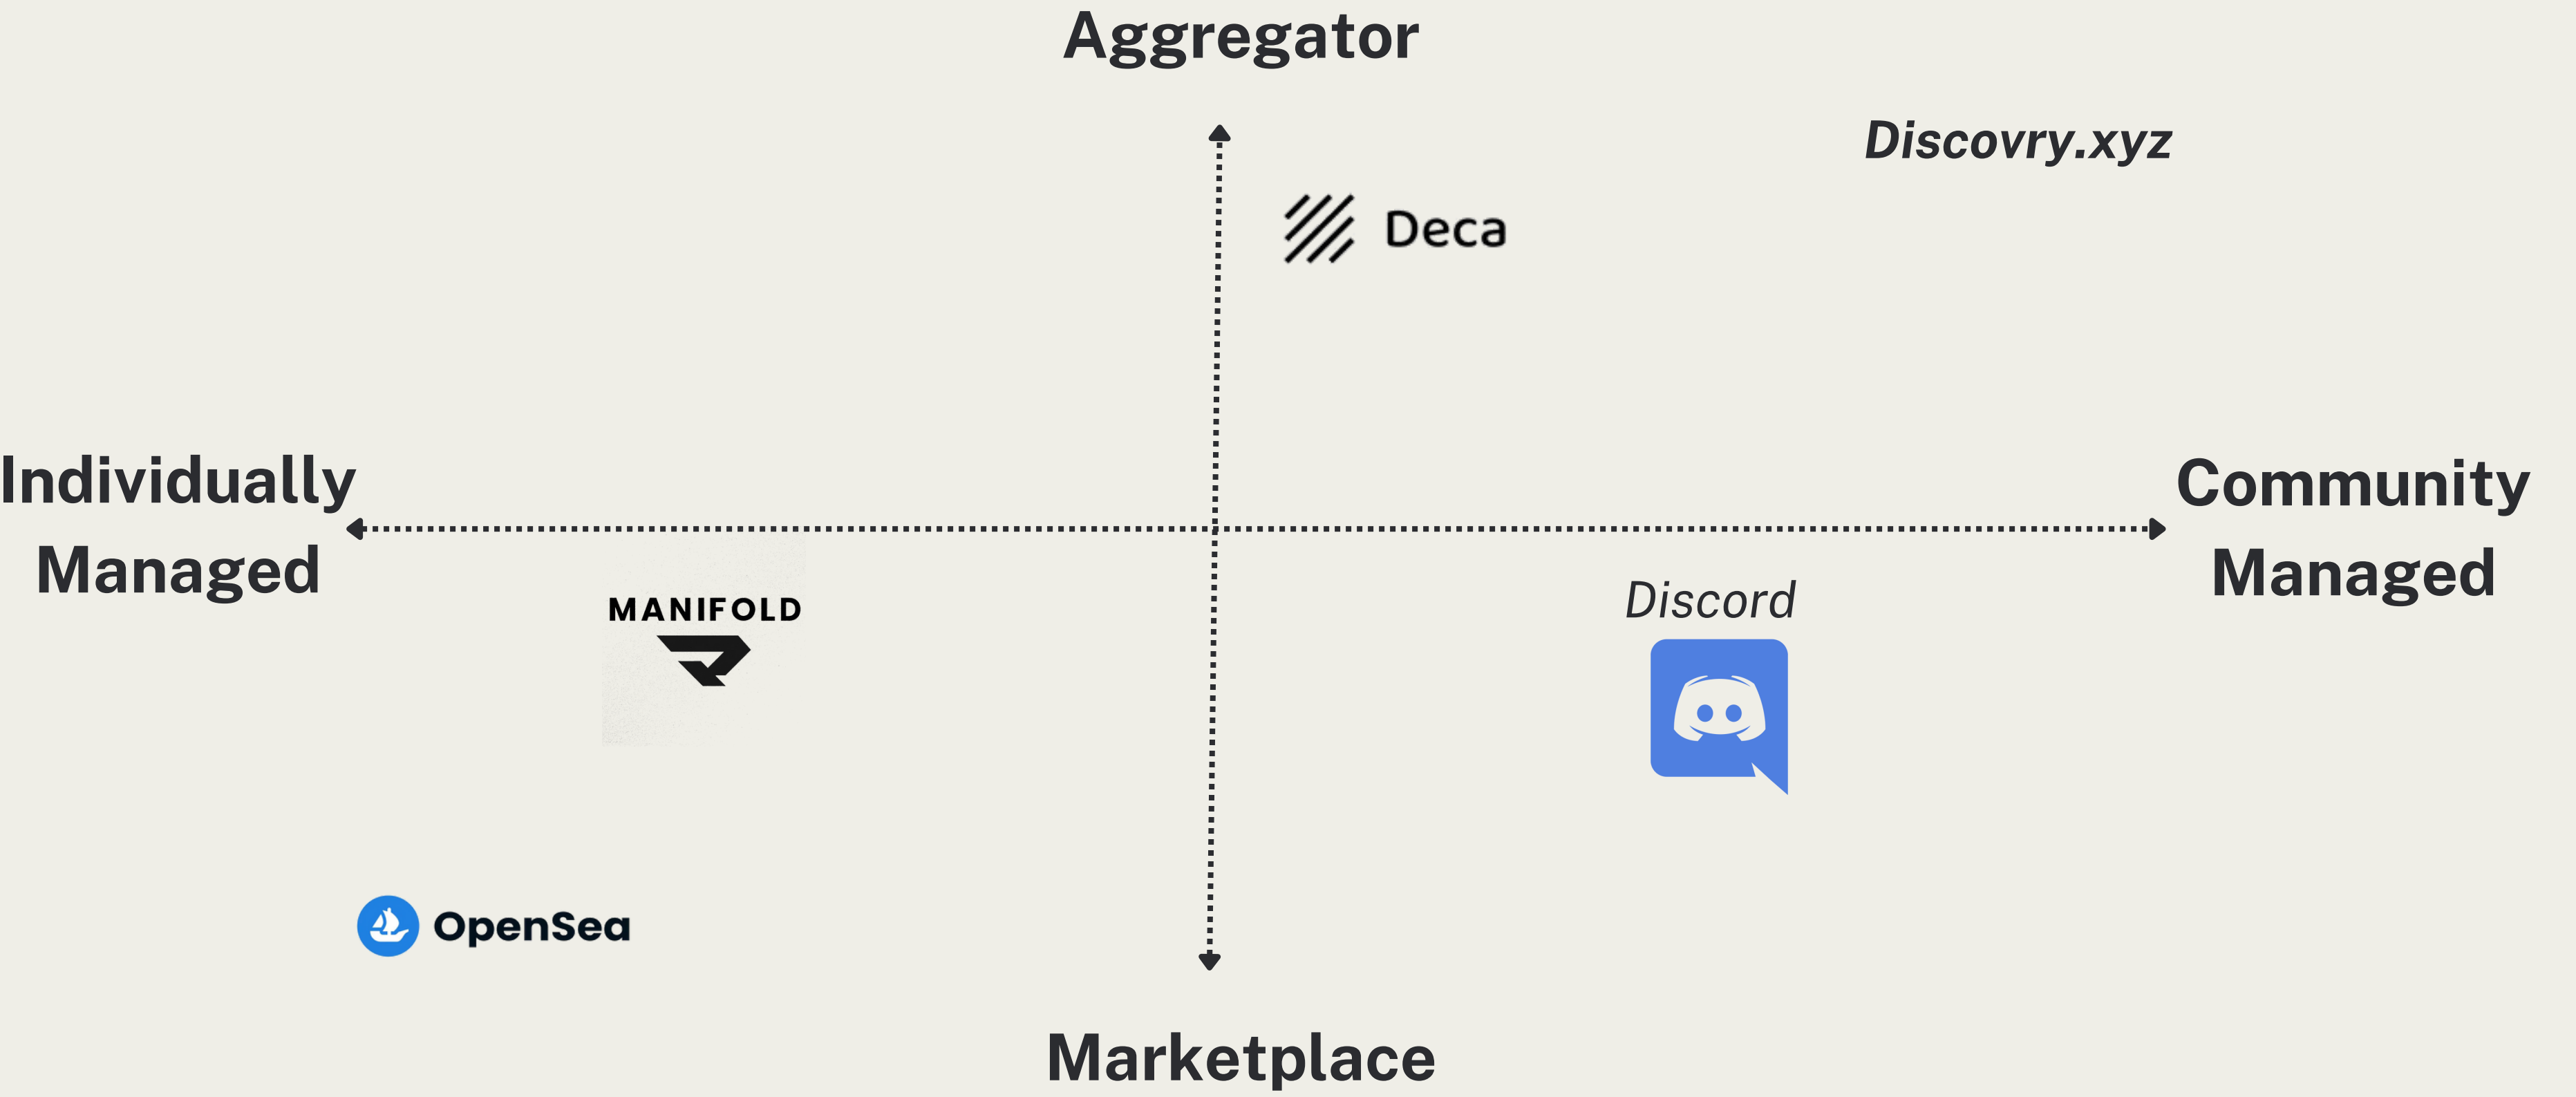 Aggregator
Discovry.xyz
Deca
Individually
Managed
Community
Managed
MANIFOLD
Discord
OpenSea
Marketplace